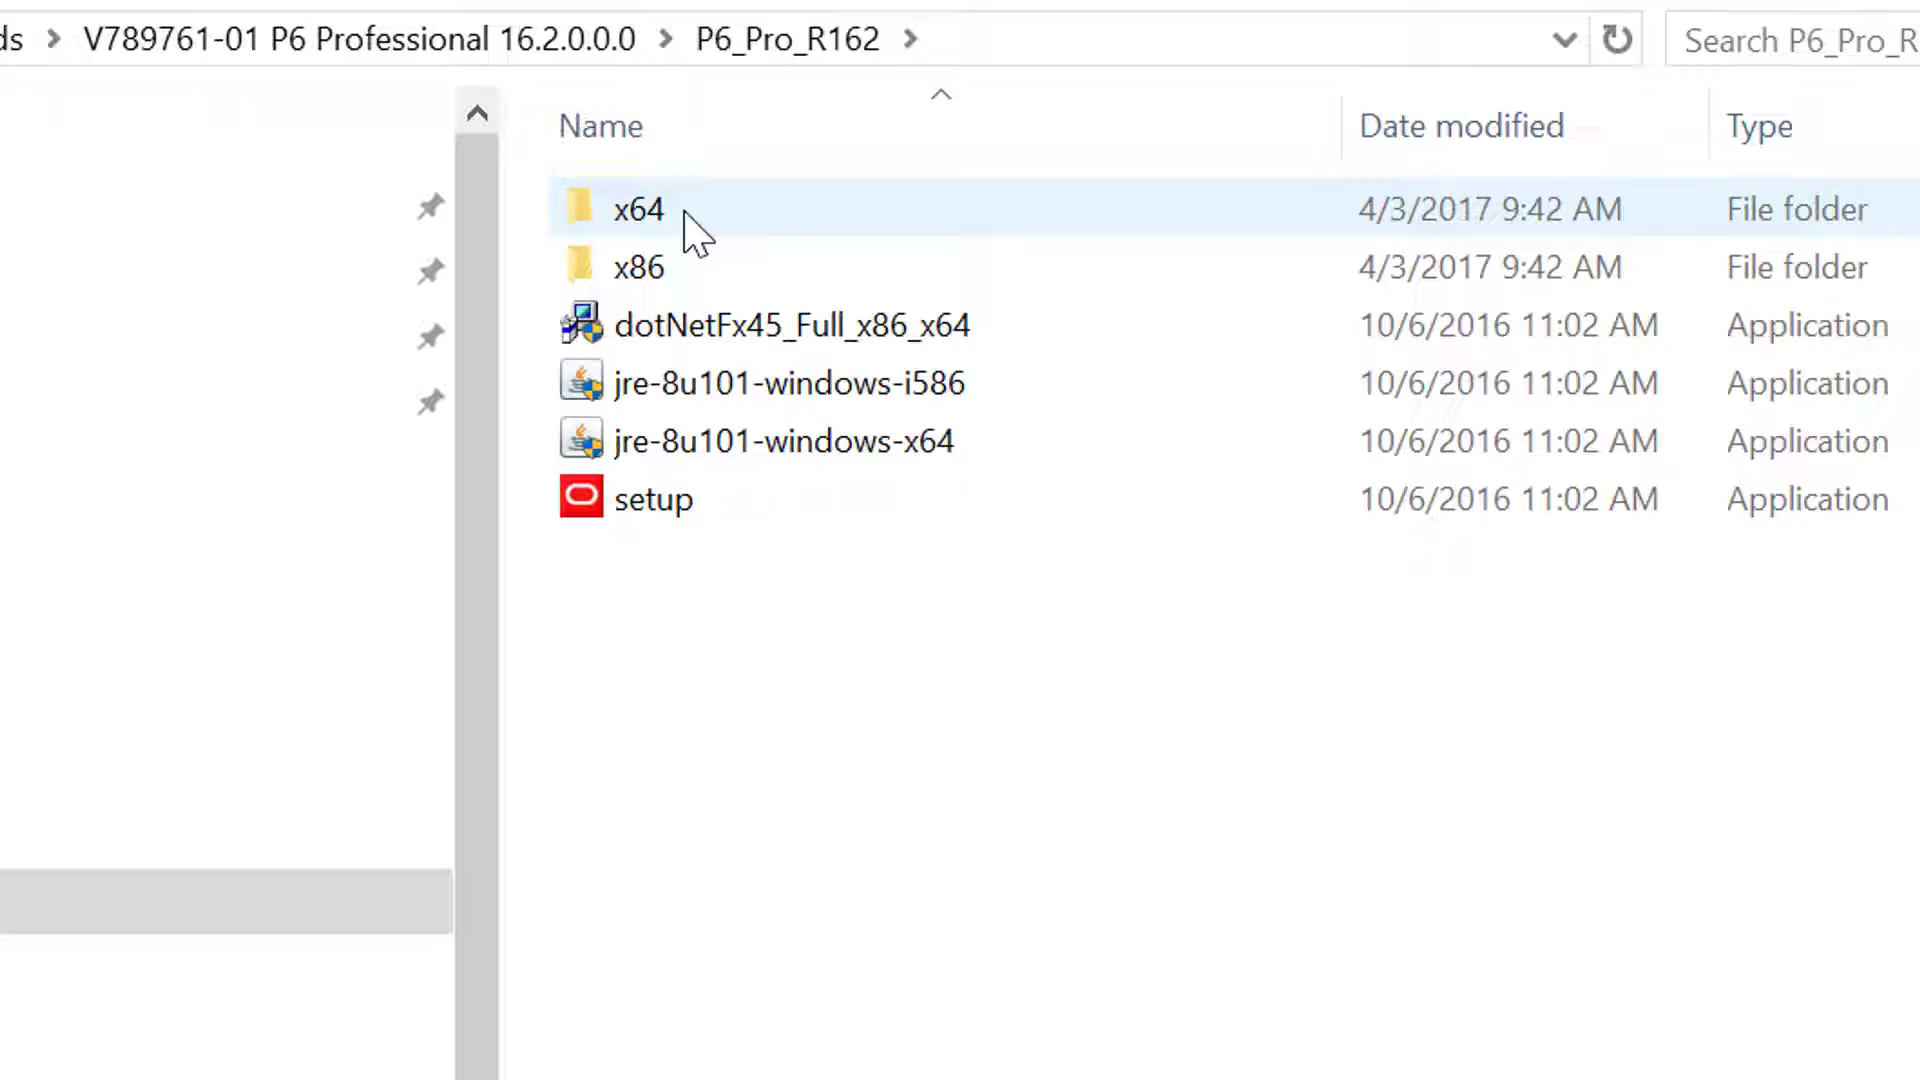 ds > V789761-01 P6 Professional 16.2.0.0.0 > P6_Pro_R162 >
Search P6_Pro_R
Name Date modified Type
x64 4/3/2017 9:42 AM File folder
x86 4/3/2017 9:42 AM File folder
dotNetFx45_Full_x86_x64 10/6/2016 11:02 AM Application
jre-8u101-windows-i586 10/6/2016 11:02 AM Application
jre-8u101-windows-x64 10/6/2016 11:02 AM Application
setup 10/6/2016 11:02 AM Application